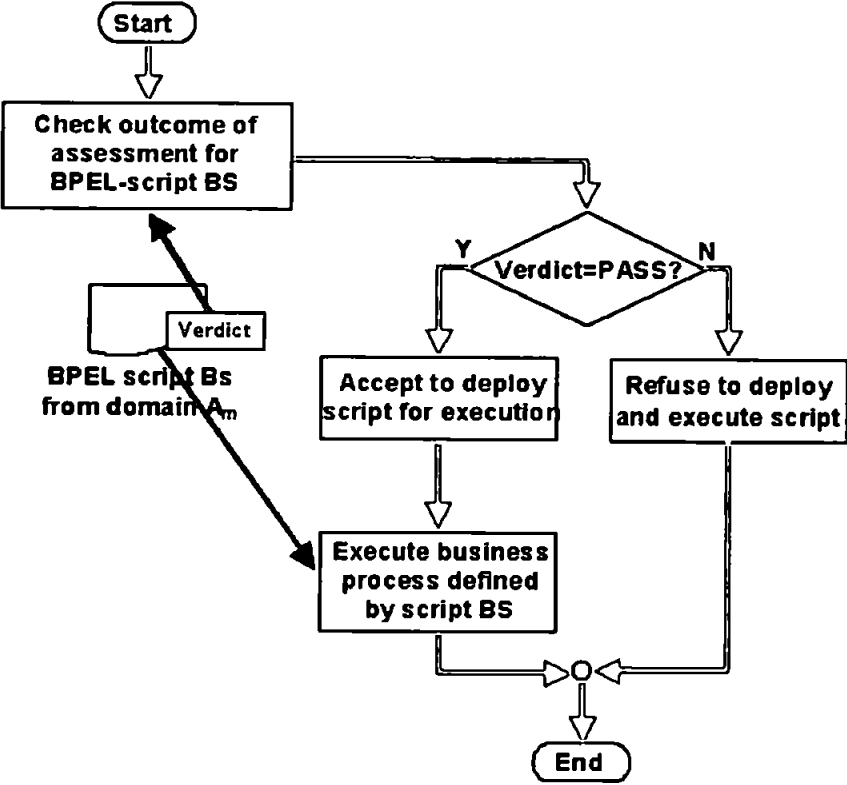 Start
Check outcome of
assessment for
BPEL-script BS
Y
Verdict=PASS?
N
Verdict
BPEL script Bs
from domain Am
Accept to deploy
script for execution
Refuse to deploy
and execute script
Execute business
process defined
by script BS
End